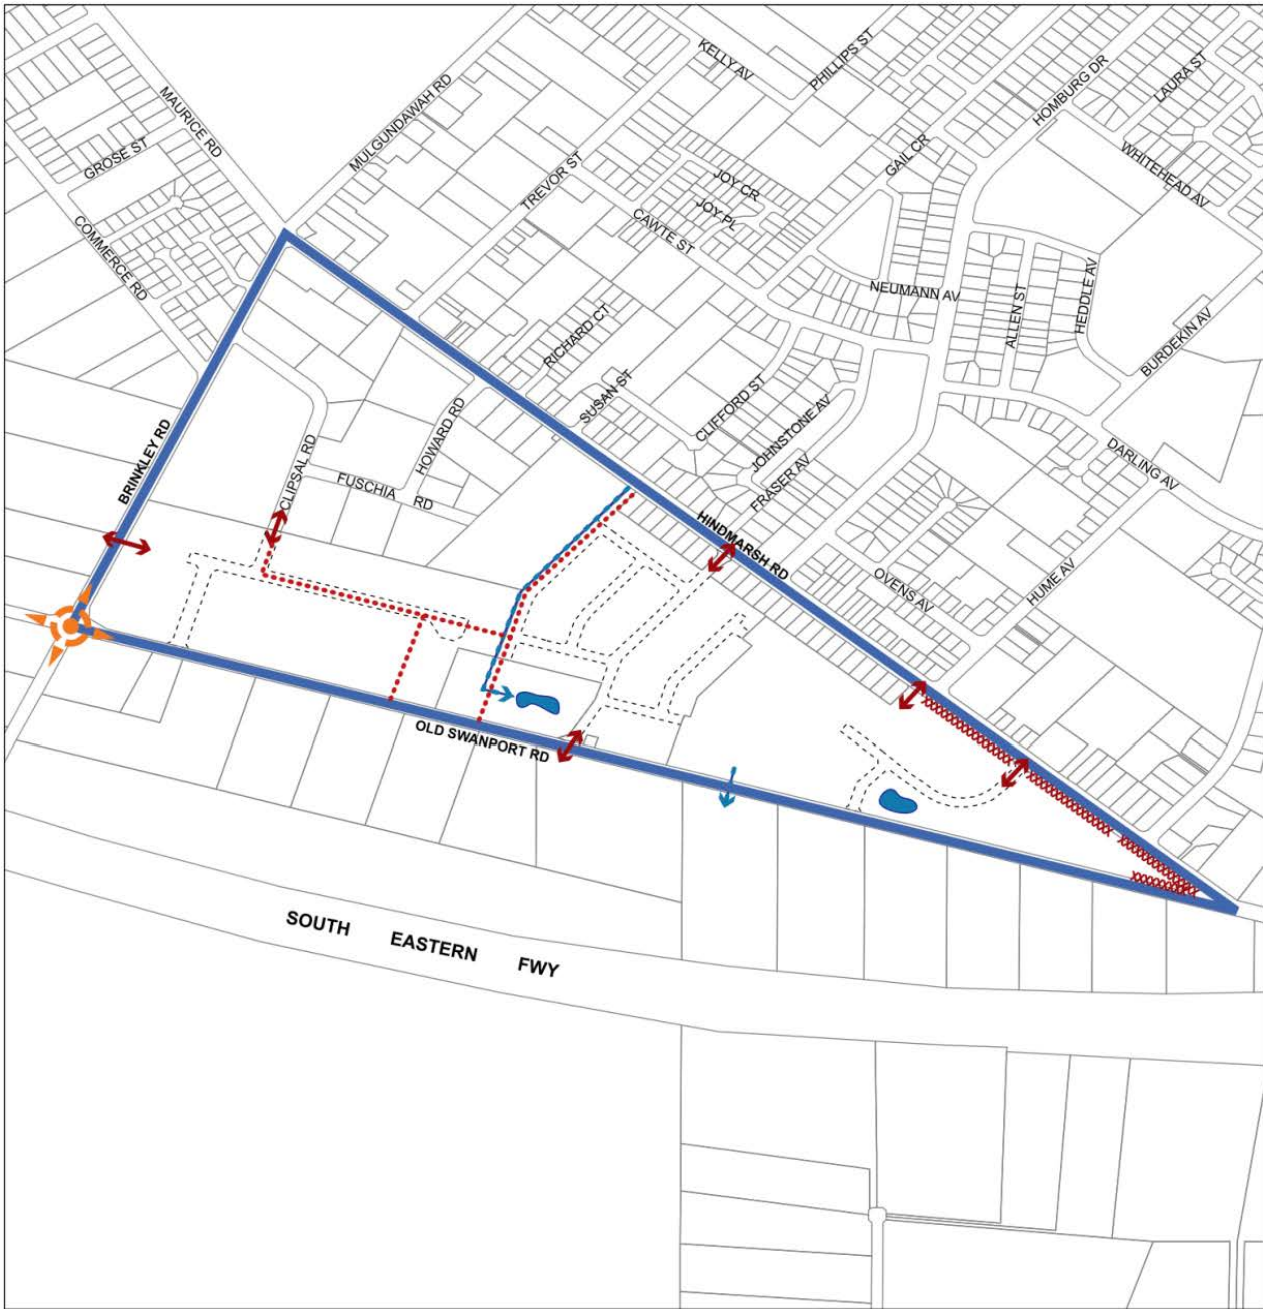 KELLY AV
PHILLIPS ST
HOMBURG DR
LAURA ST
MAURICE RD
MULGUNDAWAH RD
GROSE ST
TREVOR ST
JOY CR
JOY PL
GAIL CR
WHITEHEAD AV
COMMERCE RD
CAWTE ST
NEUMANN AV
ALLEN ST
HEDDLE AV
BURDEKIN AV
RICHARD CT
SUSAN ST
CLIFFORD ST
JOHNSTONE AV
FRASER AV
DARLING AV
BRINKLEY RD
CLIPSAL RD
HOWARD RD
FUSCHIA RD
HINDMARSH RD
OVENS AV
HUME AV
OLD SWANPORT RD
SOUTH EASTERN FWY